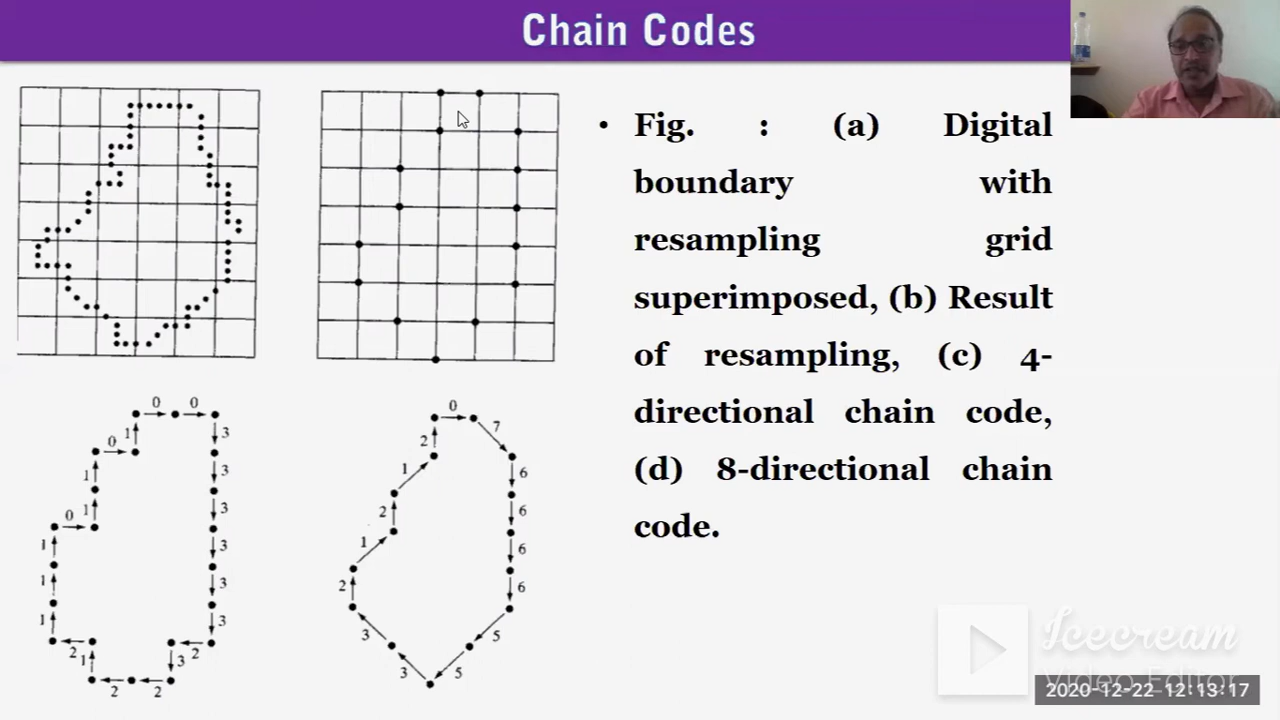 Chain Codes
• Fig. : (a) Digital
boundary with
resampling grid
superimposed, (b) Result
of resampling, (c) 4-
directional chain code,
(d) 8-directional chain
code.
0 0
1 3
0
1 3
1 3
0
1 3
1 3
1 3
1
2 1 3 2
2 2
0
2 7
1 6
2 6
1 6
2 6
3 5
3 5
Icecream
Video Editor
2020-12-22 12:13:17